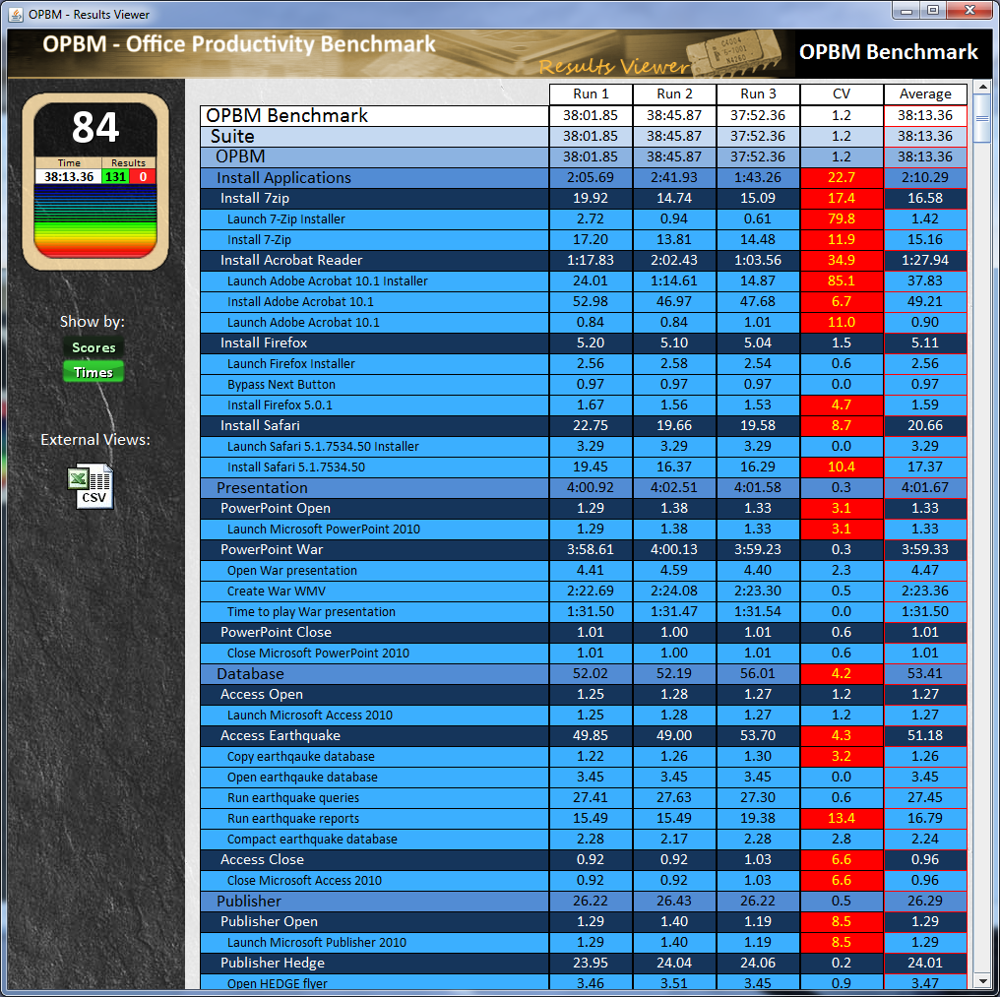 OPBM - Results Viewer
OPBM - Office Productivity Benchmark
Results Viewer
OPBM Benchmark
84
Time Results
38:13.36 131 0
Show by:
Scores
Times
External Views:
CSV
Run 1 Run 2 Run 3 CV Average
OPBM Benchmark 38:01.85 38:45.87 37:52.36 1.2 38:13.36
Suite 38:01.85 38:45.87 37:52.36 1.2 38:13.36
OPBM 38:01.85 38:45.87 37:52.36 1.2 38:13.36
Install Applications 2:05.69 2:41.93 1:43.26 22.7 2:10.29
Install 7zip 19.92 14.74 15.09 17.4 16.58
Launch 7-Zip Installer 2.72 0.94 0.61 79.8 1.42
Install 7-Zip 17.20 13.81 14.48 11.9 15.16
Install Acrobat Reader 1:17.83 2:02.43 1:03.56 34.9 1:27.94
Launch Adobe Acrobat 10.1 Installer 24.01 1:14.61 14.87 85.1 37.83
Install Adobe Acrobat 10.1 52.98 46.97 47.68 6.7 49.21
Launch Adobe Acrobat 10.1 0.84 0.84 1.01 11.0 0.90
Install Firefox 5.20 5.10 5.04 1.5 5.11
Launch Firefox Installer 2.56 2.58 2.54 0.6 2.56
Bypass Next Button 0.97 0.97 0.97 0.0 0.97
Install Firefox 5.0.1 1.67 1.56 1.53 4.7 1.59
Install Safari 22.75 19.66 19.58 8.7 20.66
Launch Safari 5.1.7534.50 Installer 3.29 3.29 3.29 0.0 3.29
Install Safari 5.1.7534.50 19.45 16.37 16.29 10.4 17.37
Presentation 4:00.92 4:02.51 4:01.58 0.3 4:01.67
PowerPoint Open 1.29 1.38 1.33 3.1 1.33
Launch Microsoft PowerPoint 2010 1.29 1.38 1.33 3.1 1.33
PowerPoint War 3:58.61 4:00.13 3:59.23 0.3 3:59.33
Open War presentation 4.41 4.59 4.40 2.3 4.47
Create War WMV 2:22.69 2:24.08 2:23.30 0.5 2:23.36
Time to play War presentation 1:31.50 1:31.47 1:31.54 0.0 1:31.50
PowerPoint Close 1.01 1.00 1.01 0.6 1.01
Close Microsoft PowerPoint 2010 1.01 1.00 1.01 0.6 1.01
Database 52.02 52.19 56.01 4.2 53.41
Access Open 1.25 1.28 1.27 1.2 1.27
Launch Microsoft Access 2010 1.25 1.28 1.27 1.2 1.27
Access Earthquake 49.85 49.00 53.70 4.3 51.18
Copy earthqauke database 1.22 1.26 1.30 3.2 1.26
Open earthqauke database 3.45 3.45 3.45 0.0 3.45
Run earthquake queries 27.41 27.63 27.30 0.6 27.45
Run earthquake reports 15.49 15.49 19.38 13.4 16.79
Compact earthquake database 2.28 2.17 2.28 2.8 2.24
Access Close 0.92 0.92 1.03 6.6 0.96
Close Microsoft Access 2010 0.92 0.92 1.03 6.6 0.96
Publisher 26.22 26.43 26.22 0.5 26.29
Publisher Open 1.29 1.40 1.19 8.5 1.29
Launch Microsoft Publisher 2010 1.29 1.40 1.19 8.5 1.29
Publisher Hedge 23.95 24.04 24.06 0.2 24.01
Open HEDGE flyer 3.46 3.51 3.45 0.9 3.47